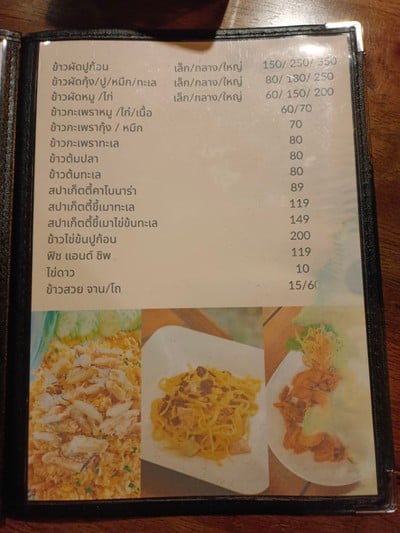 ข้าวผัดปูก้อน เล็ก/กลาง/ใหญ่ 150/ 250/ 350
ข้าวผัดกุ้ง/ปู/หมึก/ทะเล เล็ก/กลาง/ใหญ่ 80/ 180/ 250
ข้าวผัดหมู /ไก่ เล็ก/กลาง/ใหญ่ 60/ 150/ 200
ข้าวกะเพราหมู /ไก่/เนื้อ 60/70
ข้าวกะเพรากุ้ง / หมึก 70
ข้าวกะเพราทะเล 80
ข้าวต้มปลา 80
ข้าวต้มทะเล 80
สปาเก็ตตี้คาโบนาร่า 89
สปาเก็ตตี้ขี้เมาทะเล 119
สปาเก็ตตี้ขี้เมาไข่ข้นทะเล 149
ข้าวไข่ข้นปูก้อน 200
ฟิช แอนด์ ชิพ 119
ไข่ดาว 10
ข้าวสวย จาน/โถ 15/60